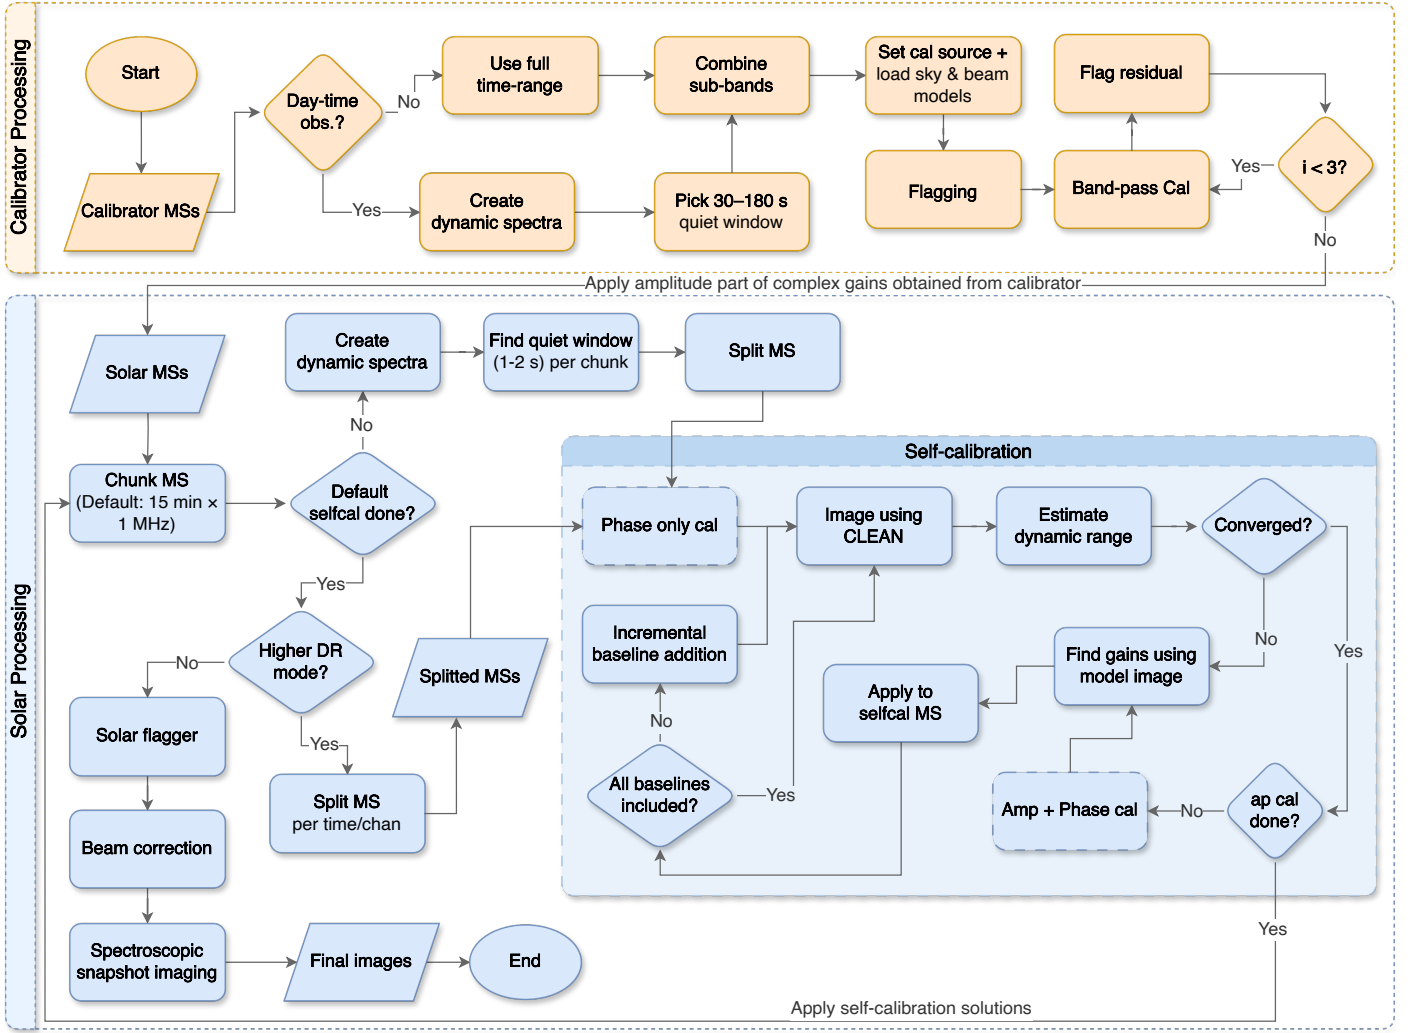 Calibrator Processing
Start
Calibrator MSs
Day-time
obs.?
No
Yes
Use full
time-range
Create
dynamic spectra
Combine
sub-bands
Pick 30–180 s
quiet window
Set cal source +
load sky & beam
models
Flagging
Flag residual
Band-pass Cal
Yes
i < 3?
No
Apply amplitude part of complex gains obtained from calibrator
Solar Processing
Solar MSs
Chunk MS
(Default: 15 min ×
1 MHz)
Create
dynamic spectra
Find quiet window
(1-2 s) per chunk
Split MS
No
Default
selfcal done?
Yes
Higher DR
mode?
No
Yes
Solar flagger
Beam correction
Spectroscopic
snapshot imaging
Split MS
per time/chan
Splitted MSs
Final images
End
Self-calibration
Phase only cal
Image using
CLEAN
Estimate
dynamic range
Converged?
No
Yes
Incremental
baseline addition
Find gains using
model image
Apply to
selfcal MS
No
All baselines
included?
Yes
Amp + Phase cal
No
ap cal
done?
Yes
Apply self-calibration solutions